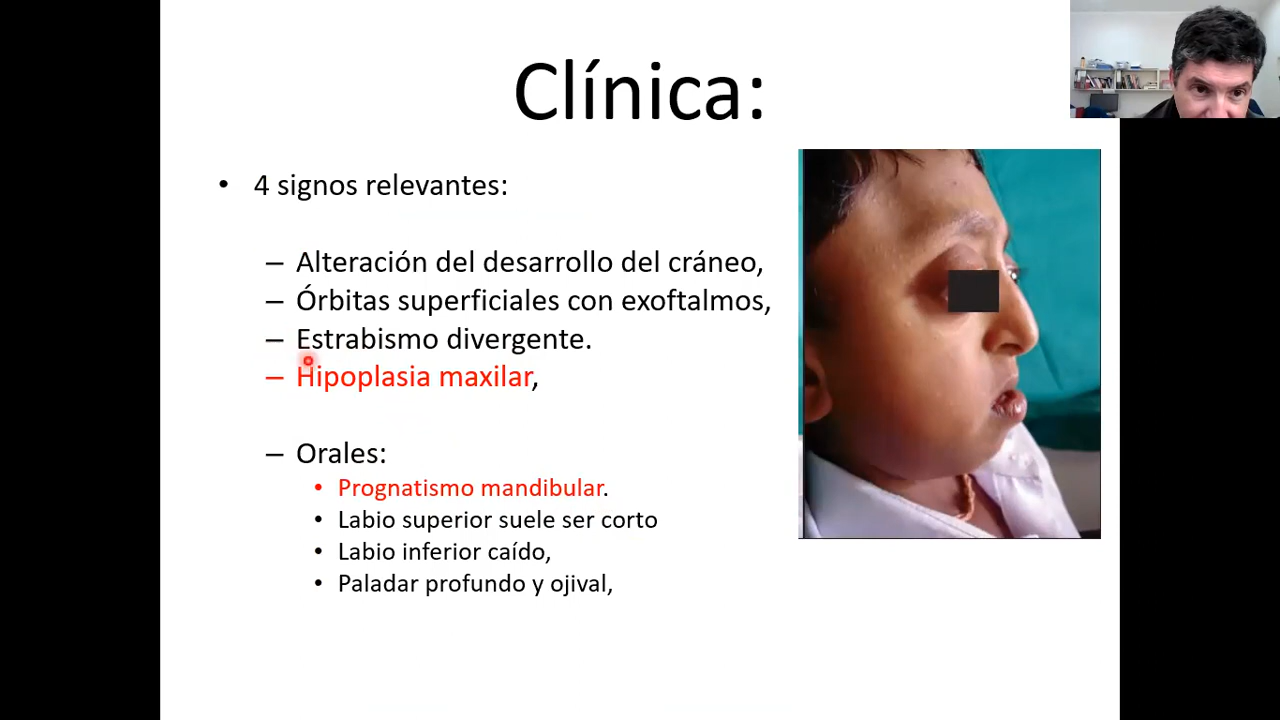 Clínica:
• 4 signos relevantes:
– Alteración del desarrollo del cráneo,
– Órbitas superficiales con exoftalmos,
– Estrabismo divergente.
– Hipoplasia maxilar,
– Orales:
• Prognatismo mandibular.
• Labio superior suele ser corto
• Labio inferior caído,
• Paladar profundo y ojival,